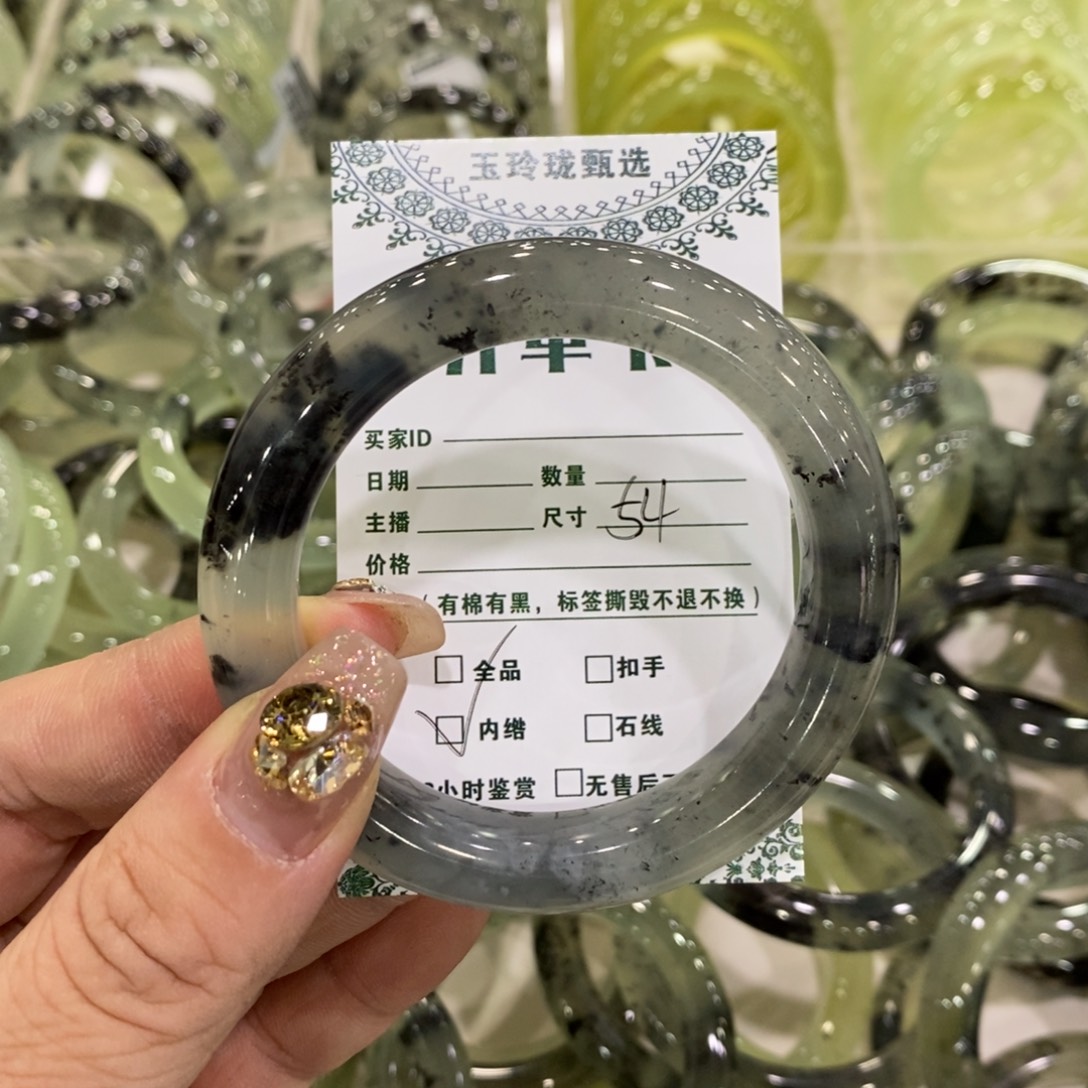 玉玲珑甄选
买家ID
日期 数量
主播 尺寸 54
价格
(有棉有黑，标签撕毁不退不换)
全品 扣手
内绺 石线
小时鉴赏 无售后